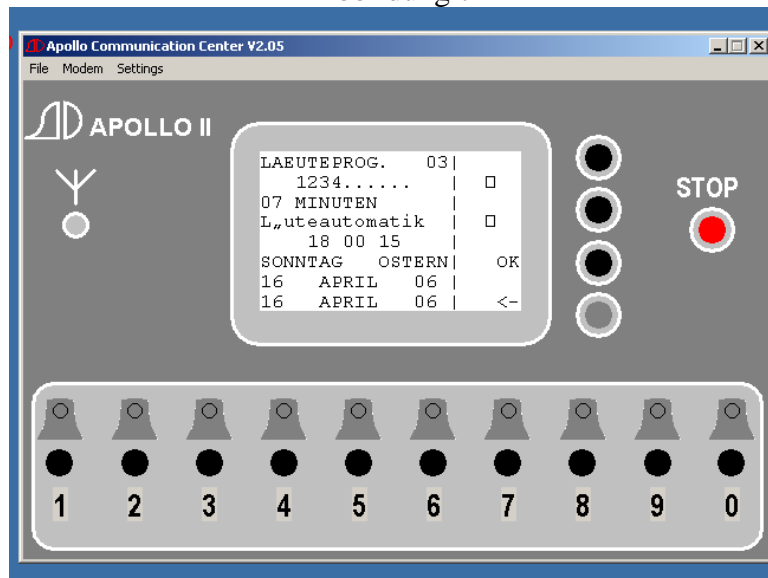 Apollo Communication Center V2.05
File Modem Settings
APOLLO II
LAEUTEPROG. 03|
1234...... |
07 MINUTEN |
L„uteautomatik |
18 00 15 |
SONNTAG OSTERN| OK
16 APRIL 06 |
16 APRIL 06 | <-
STOP
1 2 3 4 5 6 7 8 9 0